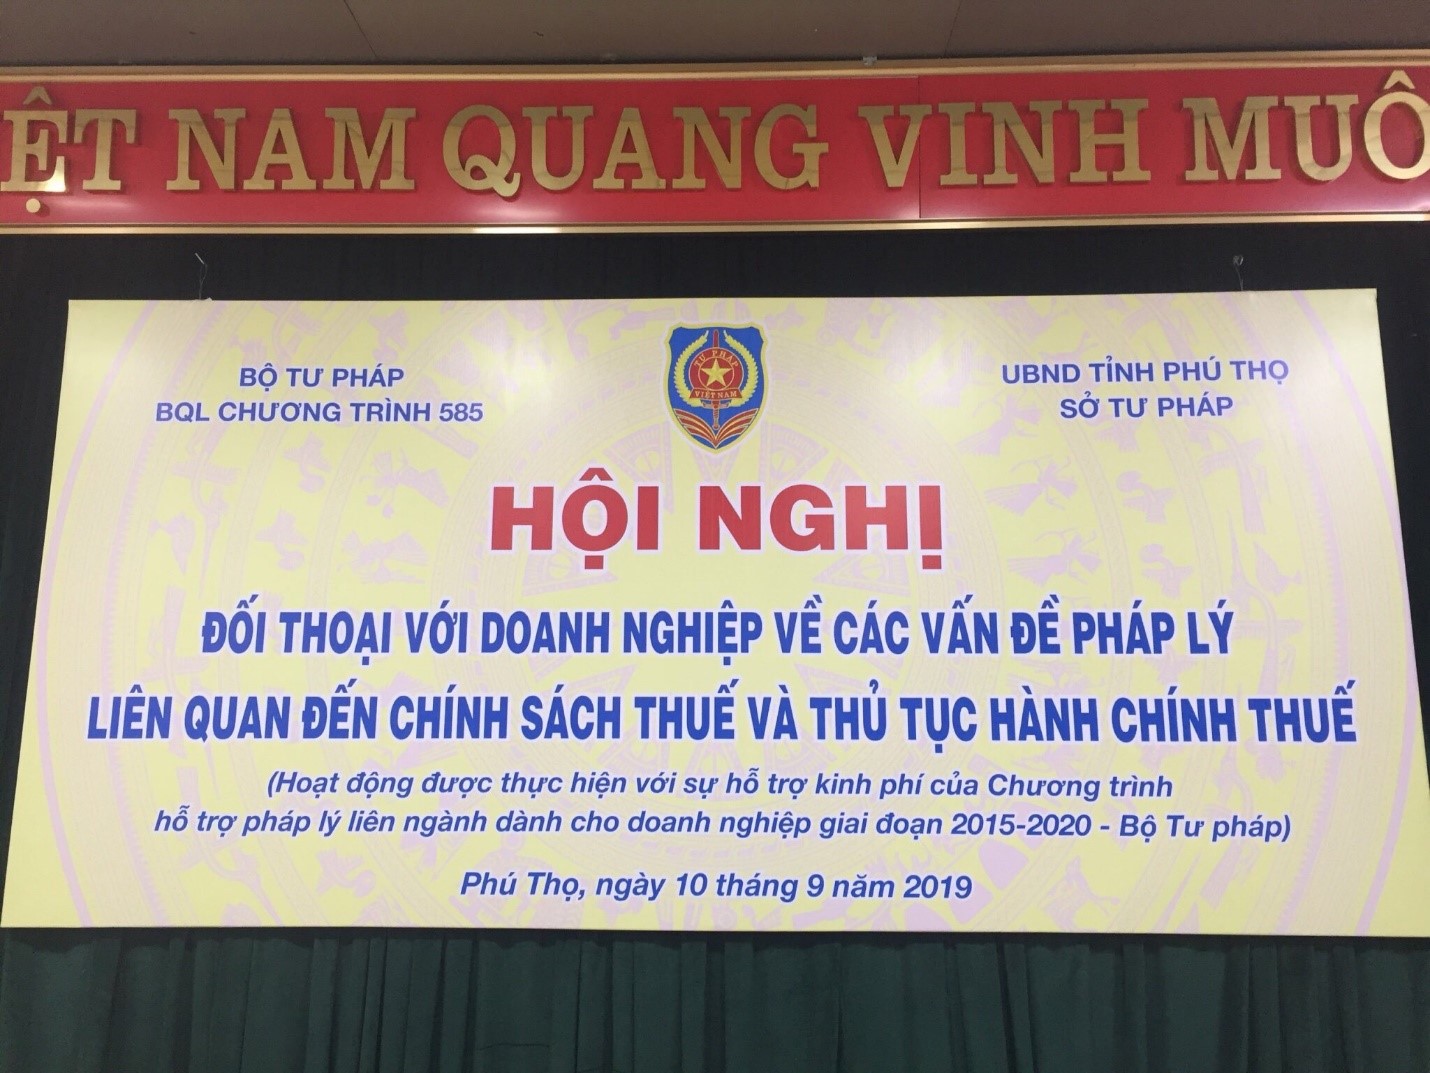 ỆT NAM QUANG VINH MUÔ
BỘ TƯ PHÁP
BQL CHƯƠNG TRÌNH 585
TƯ PHÁP
VIỆT NAM
UBND TỈNH PHÚ THỌ
SỞ TƯ PHÁP
HỘI NGHỊ
ĐỐI THOẠI VỚI DOANH NGHIỆP VỀ CÁC VẤN ĐỀ PHÁP LÝ
LIÊN QUAN ĐẾN CHÍNH SÁCH THUẾ VÀ THỦ TỤC HÀNH CHÍNH THUẾ
(Hoạt động được thực hiện với sự hỗ trợ kinh phí của Chương trình
hỗ trợ pháp lý liên ngành dành cho doanh nghiệp giai đoạn 2015-2020 - Bộ Tư pháp)
Phú Thọ, ngày 10 tháng 9 năm 2019